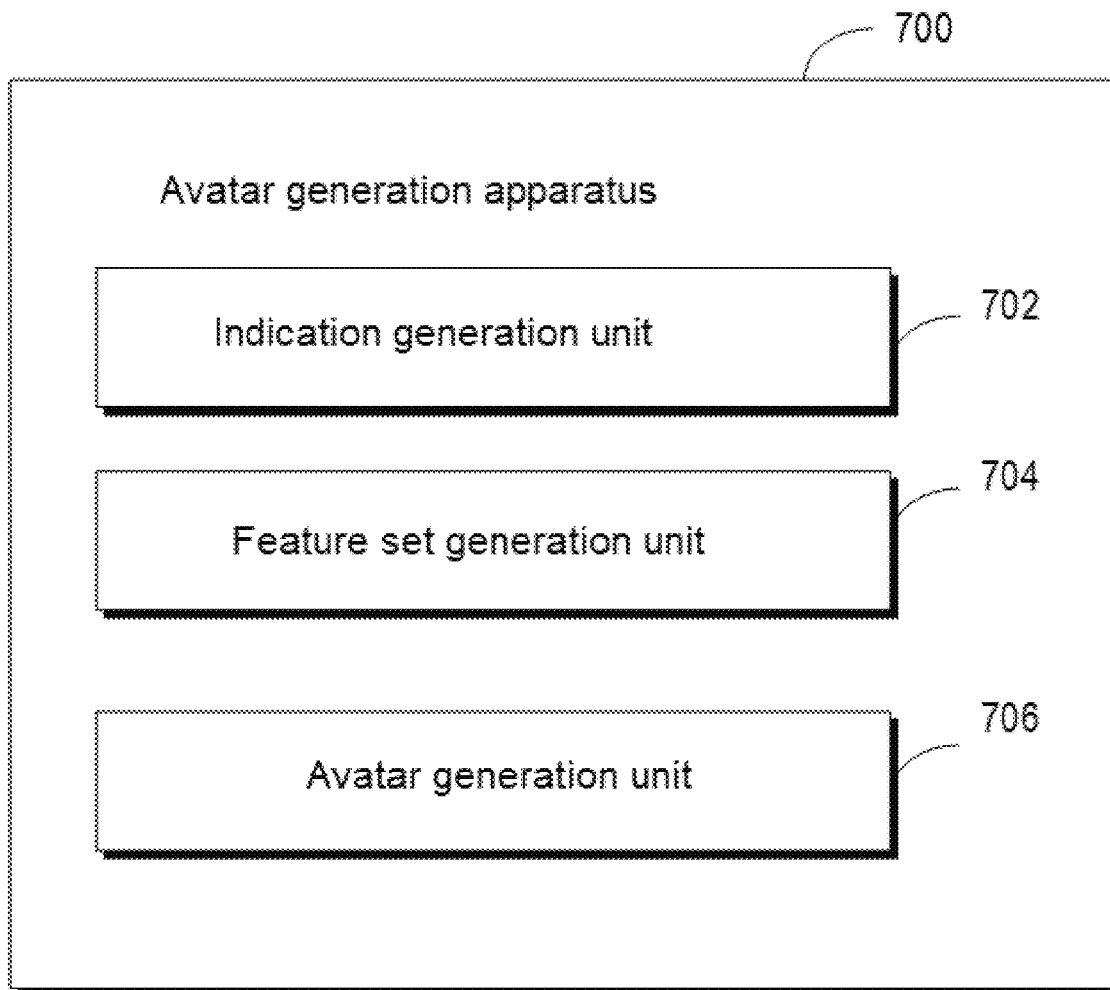 700
Avatar generation apparatus
Indication generation unit
702
Feature set generation unit
704
Avatar generation unit
706